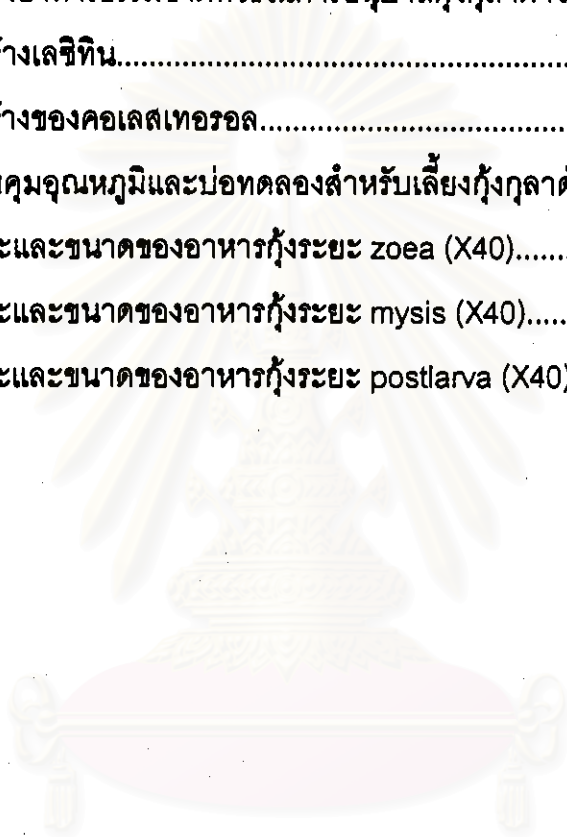 ้างเลซิทิน..........................................................
้างของคอเลสเทอรอล....................................
คุมอุณหภูมิและบ่อทดลองสำหรับเลี้ยงกุ้งกุลาด
ะและขนาดของอาหารกุ้งระยะ zoea (X40).......
ะและขนาดของอาหารกุ้งระยะ mysis (X40).....
ะและขนาดของอาหารกุ้งระยะ postlarva (X40)